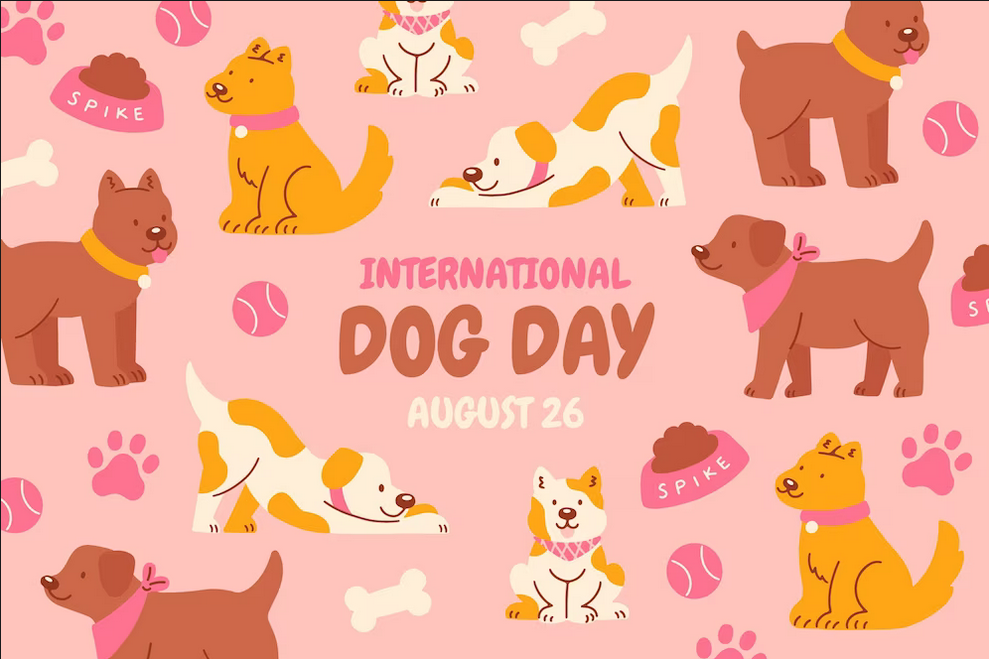 SPIKE
INTERNATIONAL
DOG DAY
AUGUST 26
SPIKE